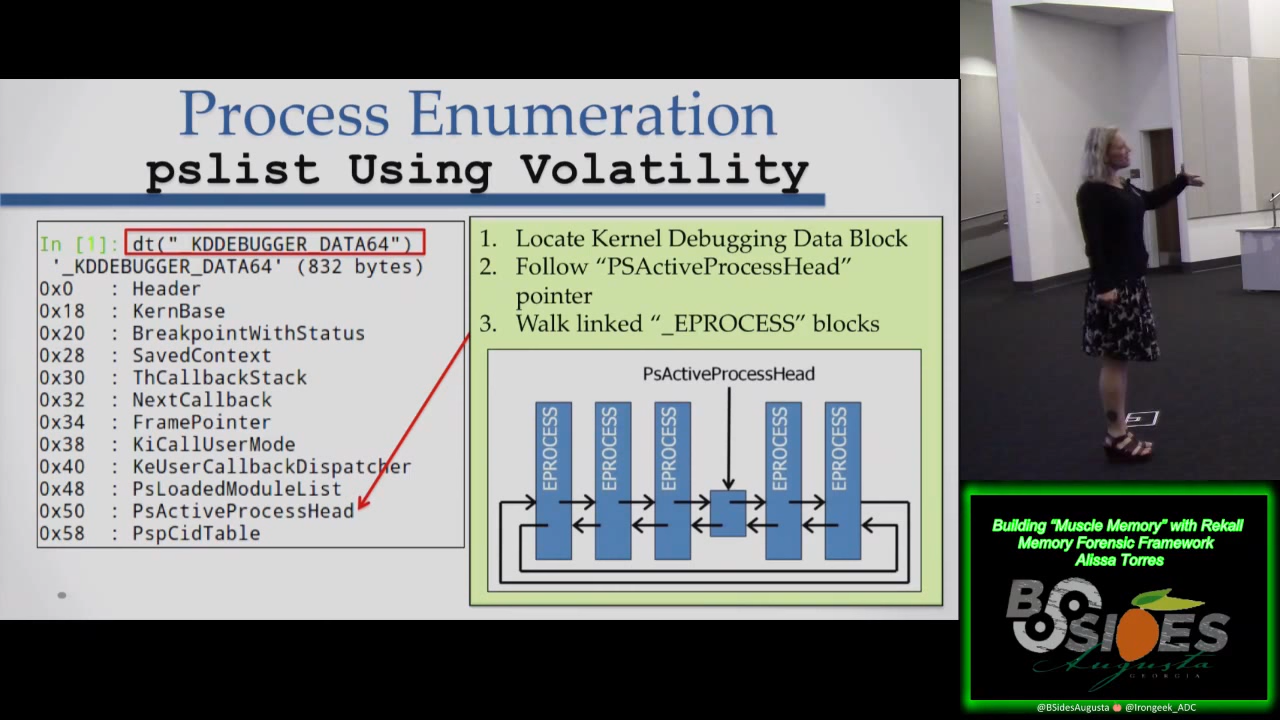 Process Enumeration
pslist Using Volatility
In [1]: dt("_KDDEBUGGER_DATA64")
'_KDDEBUGGER_DATA64' (832 bytes)
0x0 : Header
0x18 : KernBase
0x20 : BreakpointWithStatus
0x28 : SavedContext
0x30 : ThCallbackStack
0x32 : NextCallback
0x34 : FramePointer
0x38 : KiCallUserMode
0x40 : KeUserCallbackDispatcher
0x48 : PsLoadedModuleList
0x50 : PsActiveProcessHead
0x58 : PspCidTable
1. Locate Kernel Debugging Data Block
2. Follow “PSActiveProcessHead”
pointer
3. Walk linked “_EPROCESS” blocks
PsActiveProcessHead
EPROCESS
EPROCESS
EPROCESS
EPROCESS
EPROCESS
Building “Muscle Memory” with Rekall
Memory Forensic Framework
Alissa Torres
BSIDES
Augusta
GEORGIA
@BSidesAugusta @Irongeek_ADC